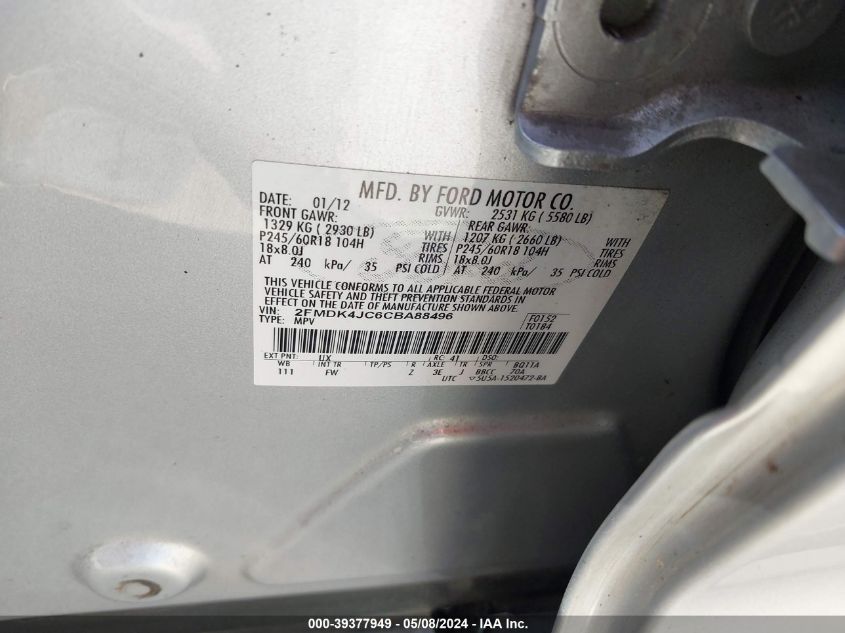 MFD. BY FORD MOTOR CO.
DATE: 01/12 GVWR: 2531 KG ( 5580 LB)
FRONT GAWR: REAR GAWR:
1329 KG ( 2930 LB) WITH 1207 KG ( 2660 LB) WITH
P245/60R18 104H TIRES P245/60R18 104H TIRES
18x8.0J RIMS 18x8.0J RIMS
AT 240 kPa/ 35 PSI COLD AT 240 kPa/ 35 PSI COLD
THIS VEHICLE CONFORMS TO ALL APPLICABLE FEDERAL MOTOR
VEHICLE SAFETY AND THEFT PREVENTION STANDARDS IN
EFFECT ON THE DATE OF MANUFACTURE SHOWN ABOVE.
VIN: 2FMDK4JC6CBA88496 F0152
TYPE: MPV T0184
EXT PNT: UX RC: 41 DSO:
WB INT TR TP/PS R AXLE TR SPR BQTTA
111 FW Z 3E J BBCC 70A
UTC 5U5A-1520472-BA
000-39377949 - 05/08/2024 - IAA Inc.